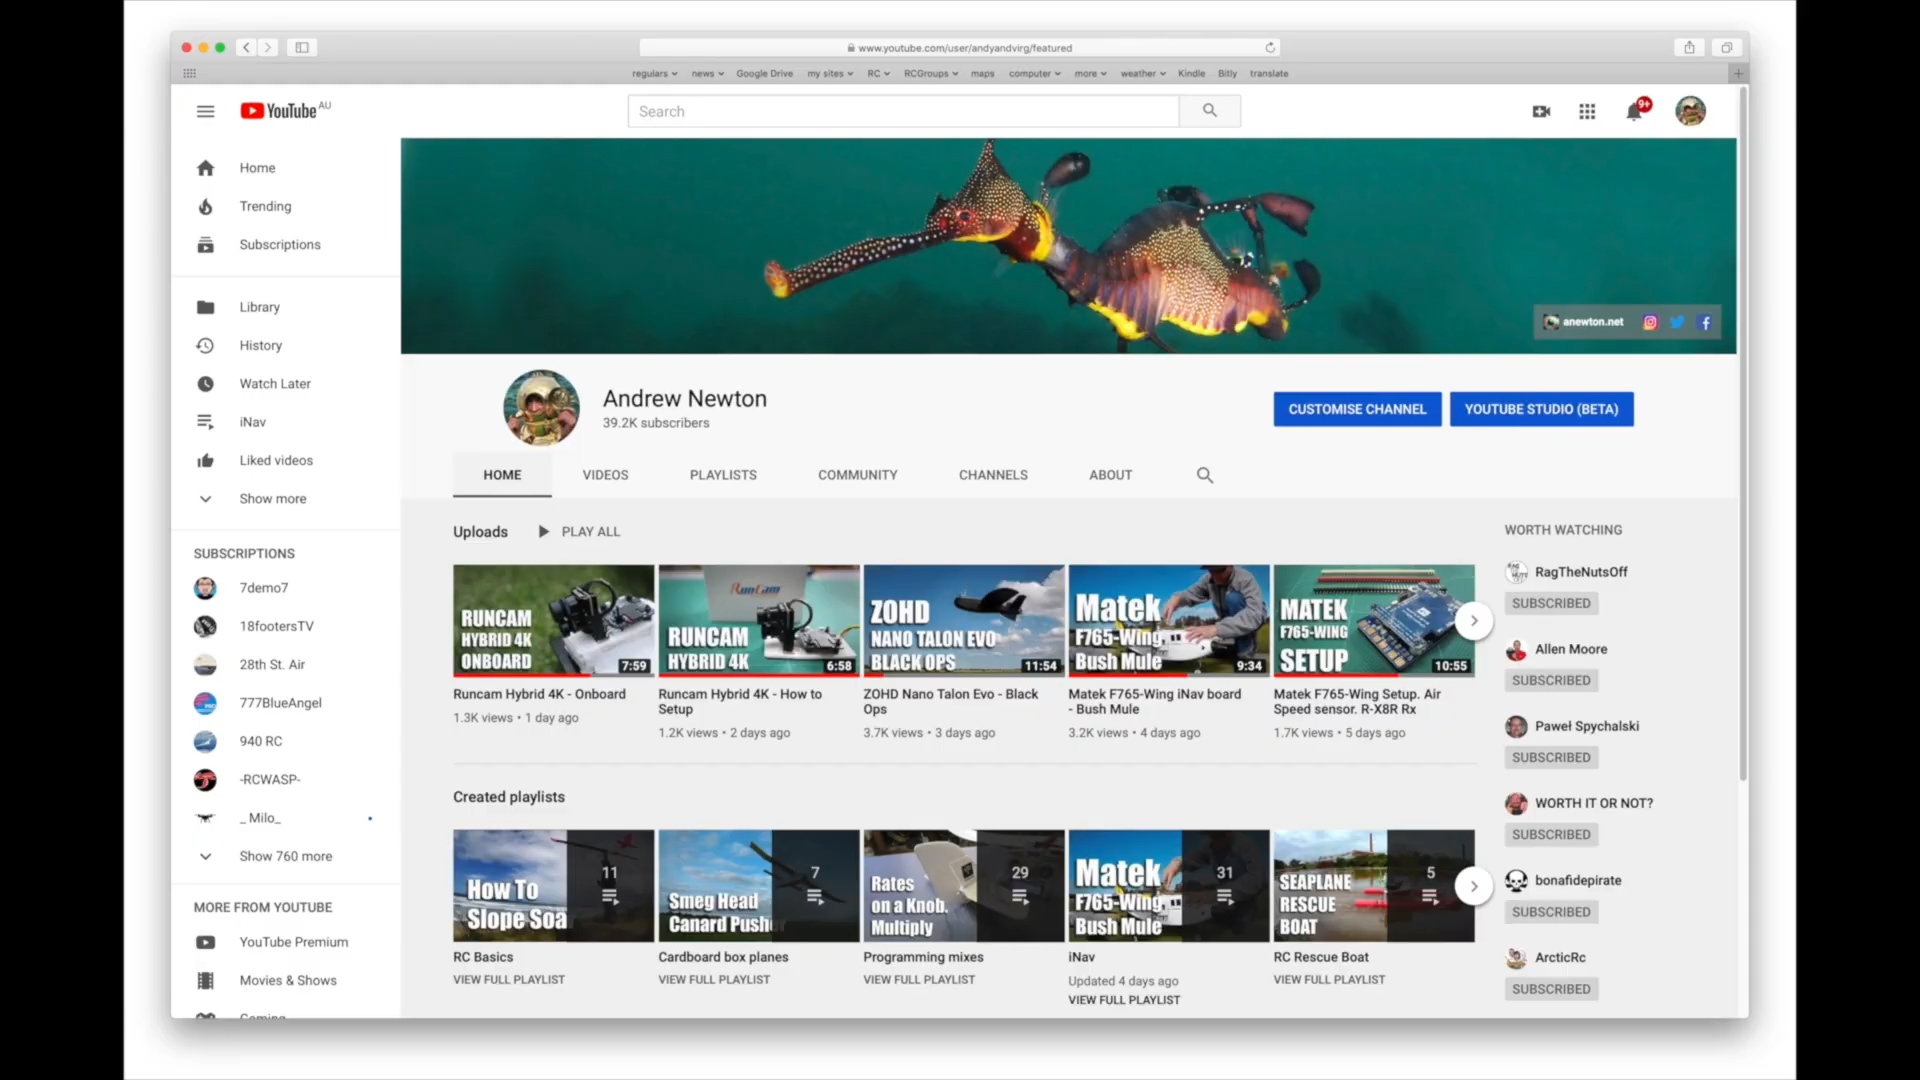 www.youtube.com/user/andyandvirg/featured
regulars news Google Drive my sites RC RCGroups maps computer more weather Kindle Bitly translate
YouTube AU
Search
9+
Home
Trending
Subscriptions
Library
History
Watch Later
iNav
Liked videos
Show more
SUBSCRIPTIONS
7demo7
18footersTV
28th St. Air
777BlueAngel
940 RC
-RCWASP-
_ Milo_
Show 760 more
MORE FROM YOUTUBE
YouTube Premium
Movies & Shows
Gaming
anewton.net
Andrew Newton
39.2K subscribers
CUSTOMISE CHANNEL
YOUTUBE STUDIO (BETA)
HOME VIDEOS PLAYLISTS COMMUNITY CHANNELS ABOUT
Uploads PLAY ALL
RUNCAM
HYBRID 4K
ONBOARD
7:59
Runcam Hybrid 4K - Onboard
1.3K views • 1 day ago
RunCam
RUNCAM
HYBRID 4K
6:58
Runcam Hybrid 4K - How to
Setup
1.2K views • 2 days ago
ZOHD
NANO TALON EVO
BLACK OPS
11:54
ZOHD Nano Talon Evo - Black
Ops
3.7K views • 3 days ago
Matek
F765-Wing
Bush Mule
9:34
Matek F765-Wing iNav board
- Bush Mule
3.2K views • 4 days ago
MATEK
F765-WING
SETUP
10:55
Matek F765-Wing Setup. Air
Speed sensor. R-X8R Rx
1.7K views • 5 days ago
Created playlists
How To
Slope Soa
11
RC Basics
VIEW FULL PLAYLIST
Smeg Head
Canard Pushe
7
Cardboard box planes
VIEW FULL PLAYLIST
Rates
on a Knob.
Multiply
29
Programming mixes
VIEW FULL PLAYLIST
Matek
F765-Wing
Bush Mule
31
iNav
Updated 4 days ago
VIEW FULL PLAYLIST
SEAPLANE
RESCUE
BOAT
5
RC Rescue Boat
VIEW FULL PLAYLIST
WORTH WATCHING
RagTheNutsOff
SUBSCRIBED
Allen Moore
SUBSCRIBED
Paweł Spychalski
SUBSCRIBED
WORTH IT OR NOT?
SUBSCRIBED
bonafidepirate
SUBSCRIBED
ArcticRc
SUBSCRIBED